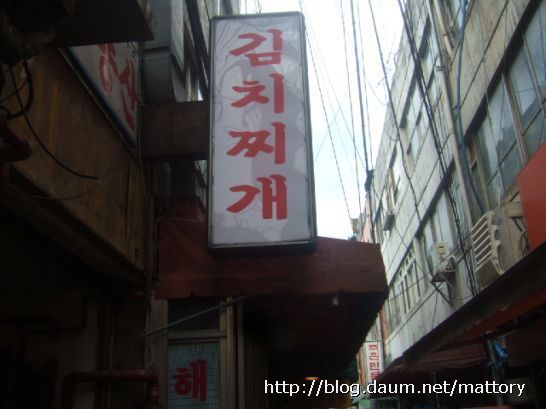 김치찌개
해
http://blog.daum.net/mattory